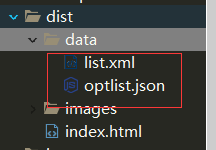 dist
data
list.xml
optlist.json
images
index.html